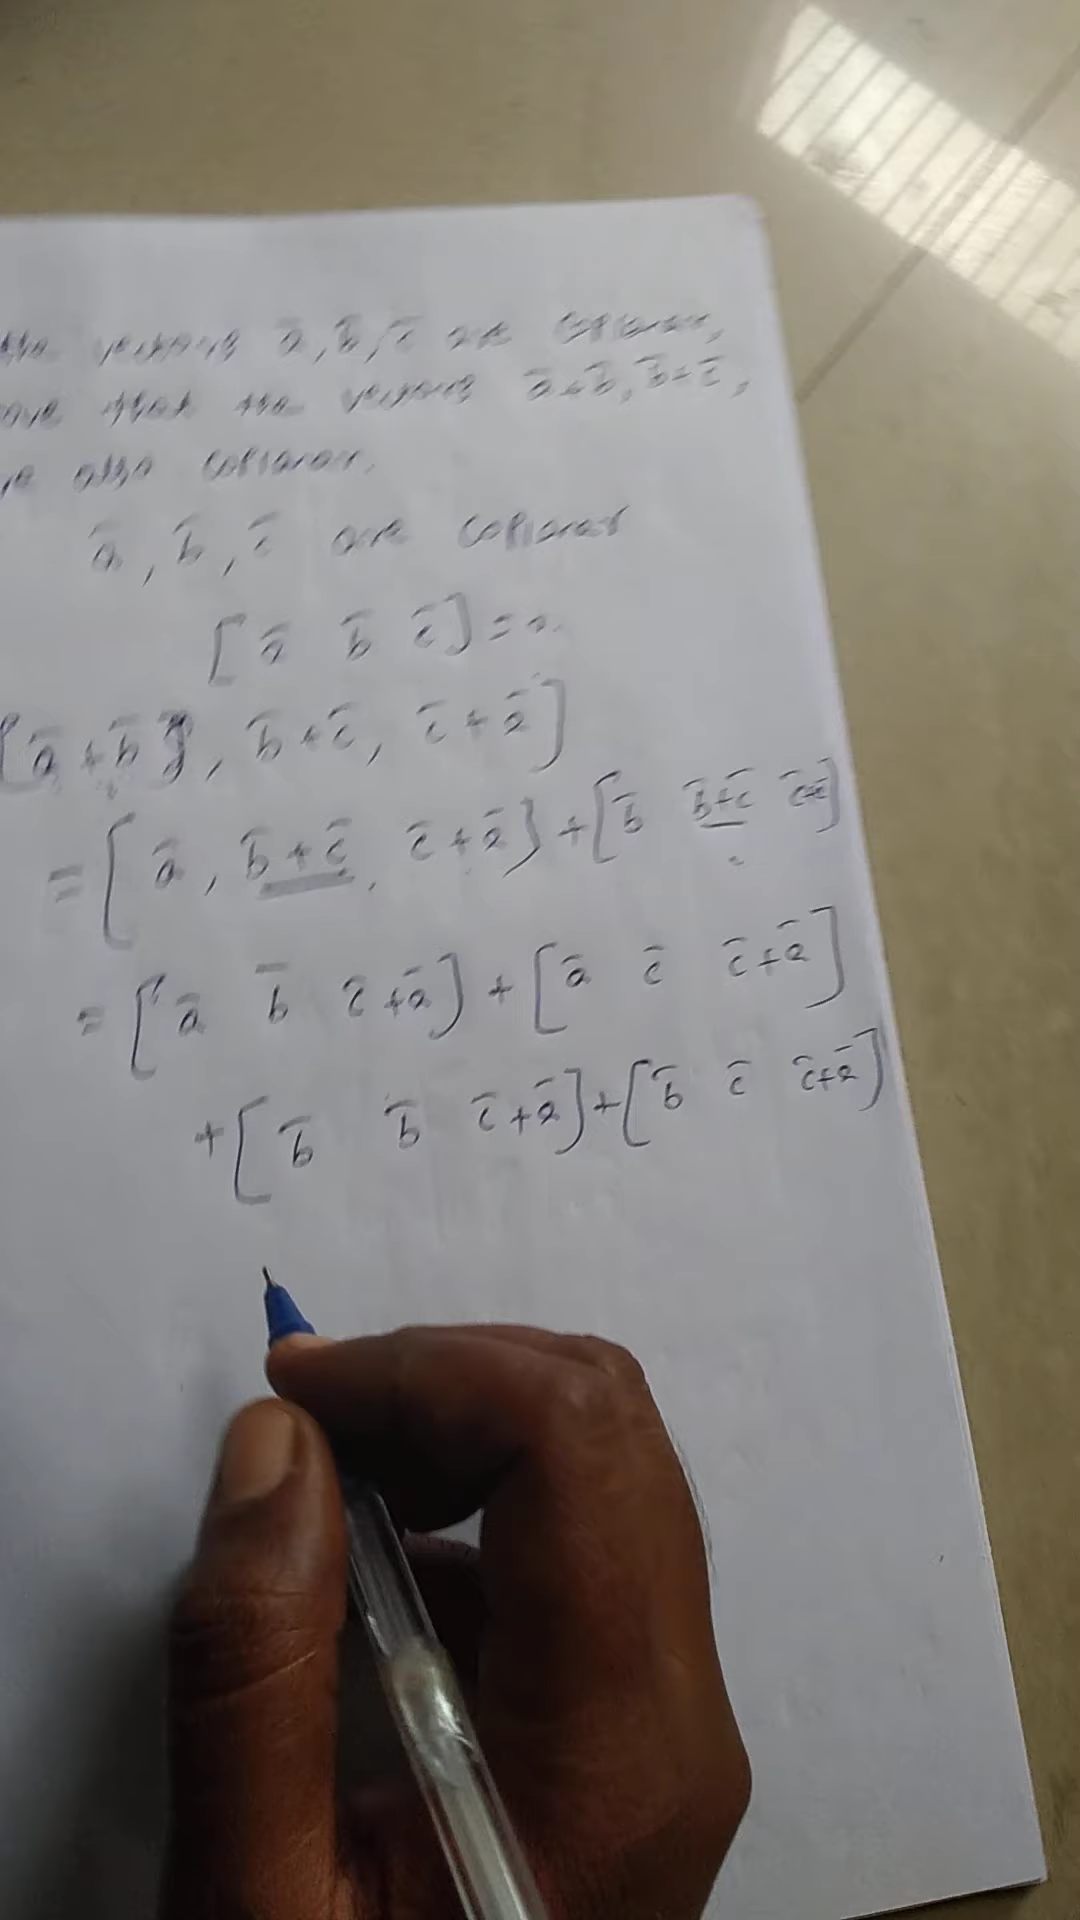 the vectors a̅, b̅, c̅ are coplanar,
that the vectors a̅+b̅, b̅+c̅,
also coplanar.
a̅, b̅, c̅ are coplanar
[a̅ b̅ c̅] = 0.
[a̅+b̅], b̅+c̅, c̅+a̅]
= [a̅, b̅+c̅, c̅+a̅] + [b̅ b̅+c̅ c̅+a̅]
= [a̅ b̅ c̅+a̅] + [a̅ c̅ c̅+a̅]
+ [b̅ b̅ c̅+a̅] + [b̅ c̅ c̅+a̅]